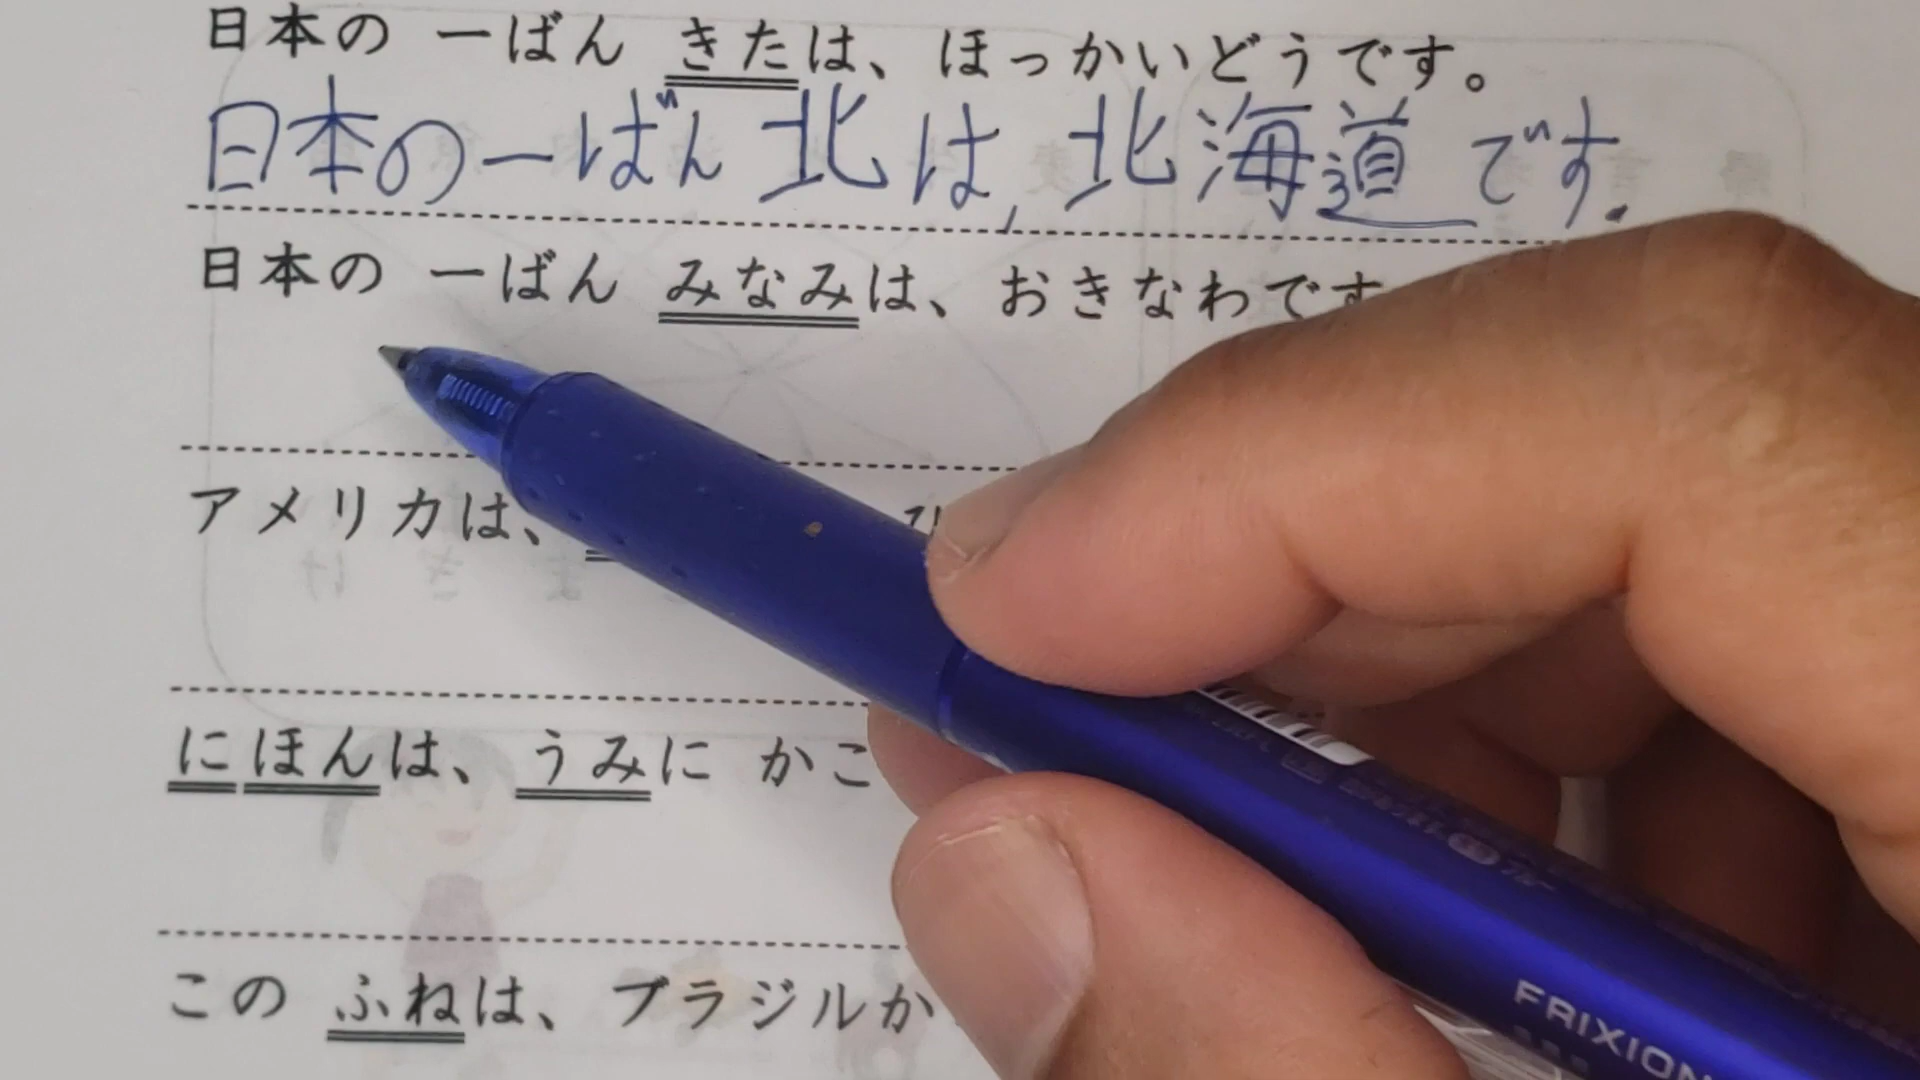 日本の 一ばん きたは、ほっかいどうです。
日本の一ばん北は,北海道です.
日本の 一ばん みなみは、おきなわです
アメリカは、
にほんは、うみに かこ
この ふねは、ブラジルか
FRIXION